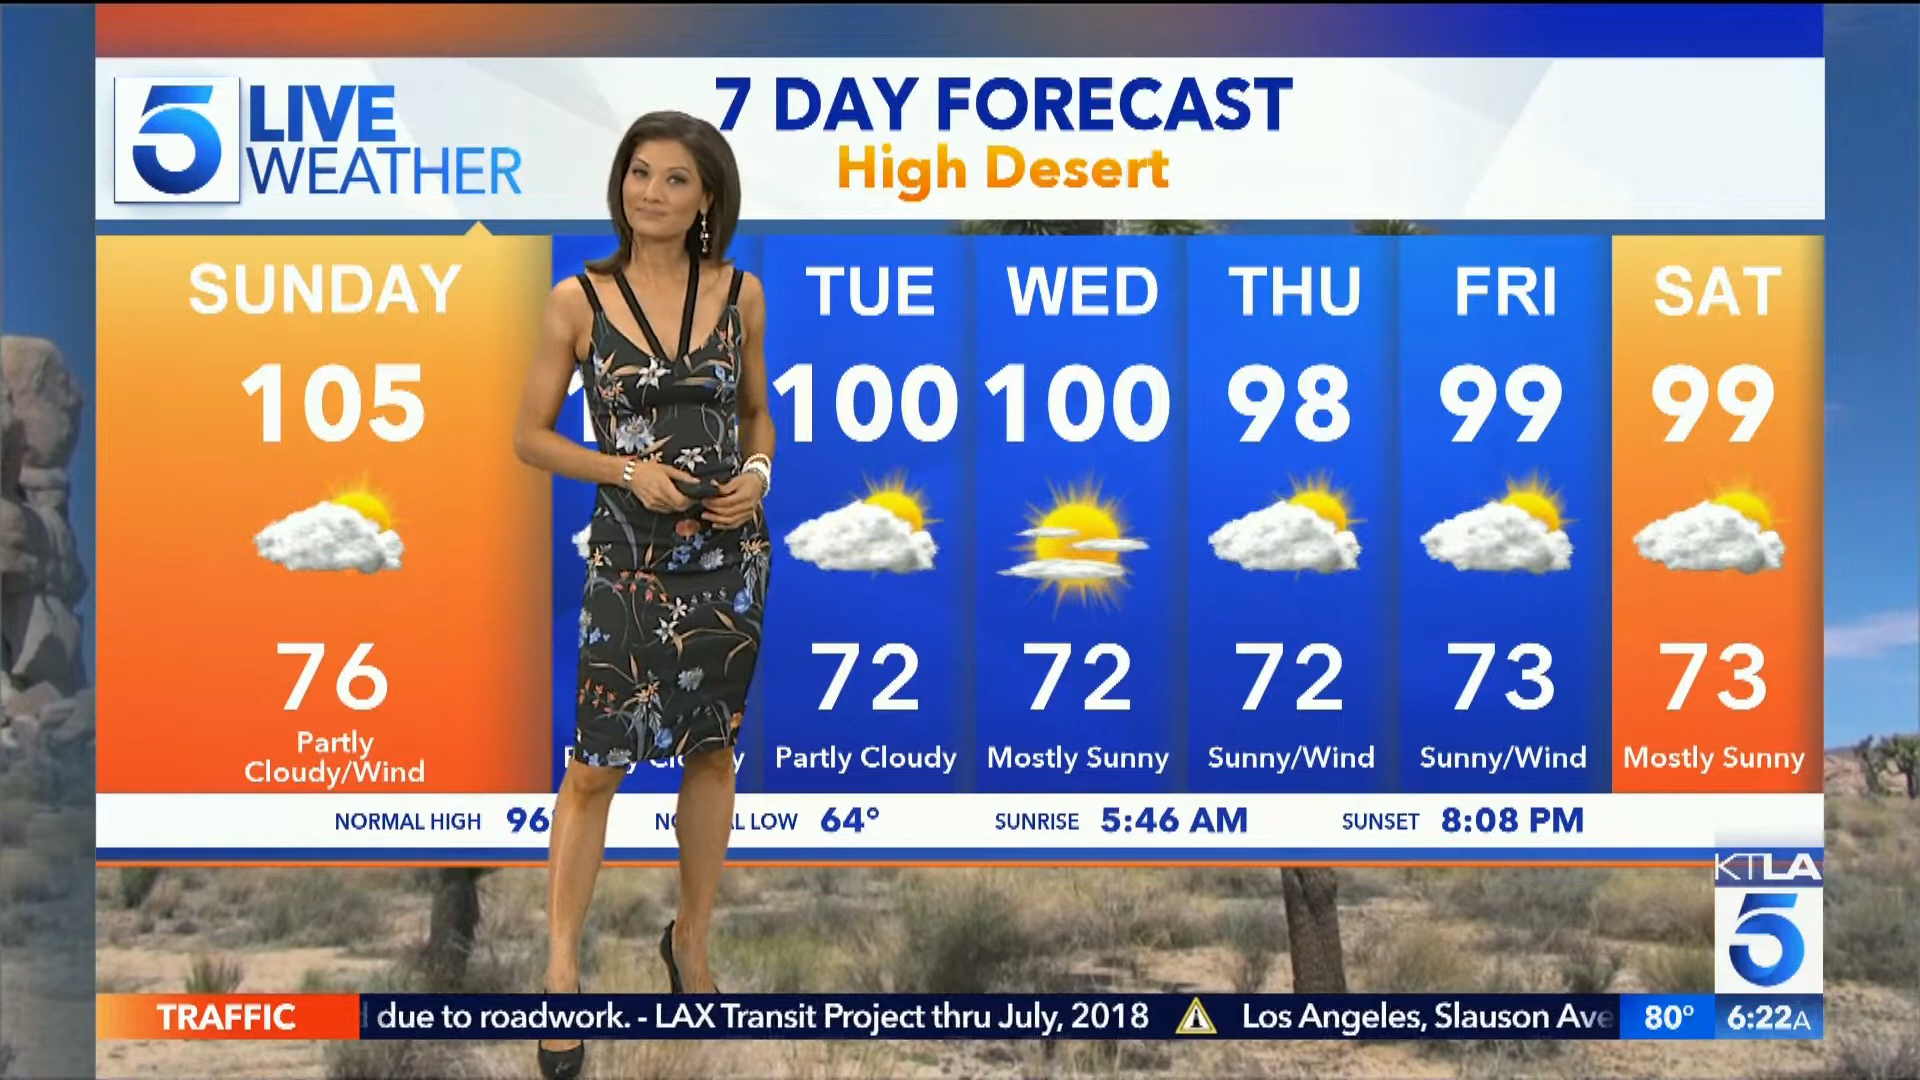 5 LIVE
WEATHER
7 DAY FORECAST
High Desert
SUNDAY
105
76
Partly
Cloudy/Wind
TUE
100
72
Partly Cloudy
WED
100
72
Mostly Sunny
THU
98
72
Sunny/Wind
FRI
99
73
Sunny/Wind
SAT
99
73
Mostly Sunny
NORMAL HIGH 96
LOW 64°
SUNRISE 5:46 AM
SUNSET 8:08 PM
KTLA
5
TRAFFIC
due to roadwork. - LAX Transit Project thru July, 2018
Los Angeles, Slauson Ave
80°
6:22A